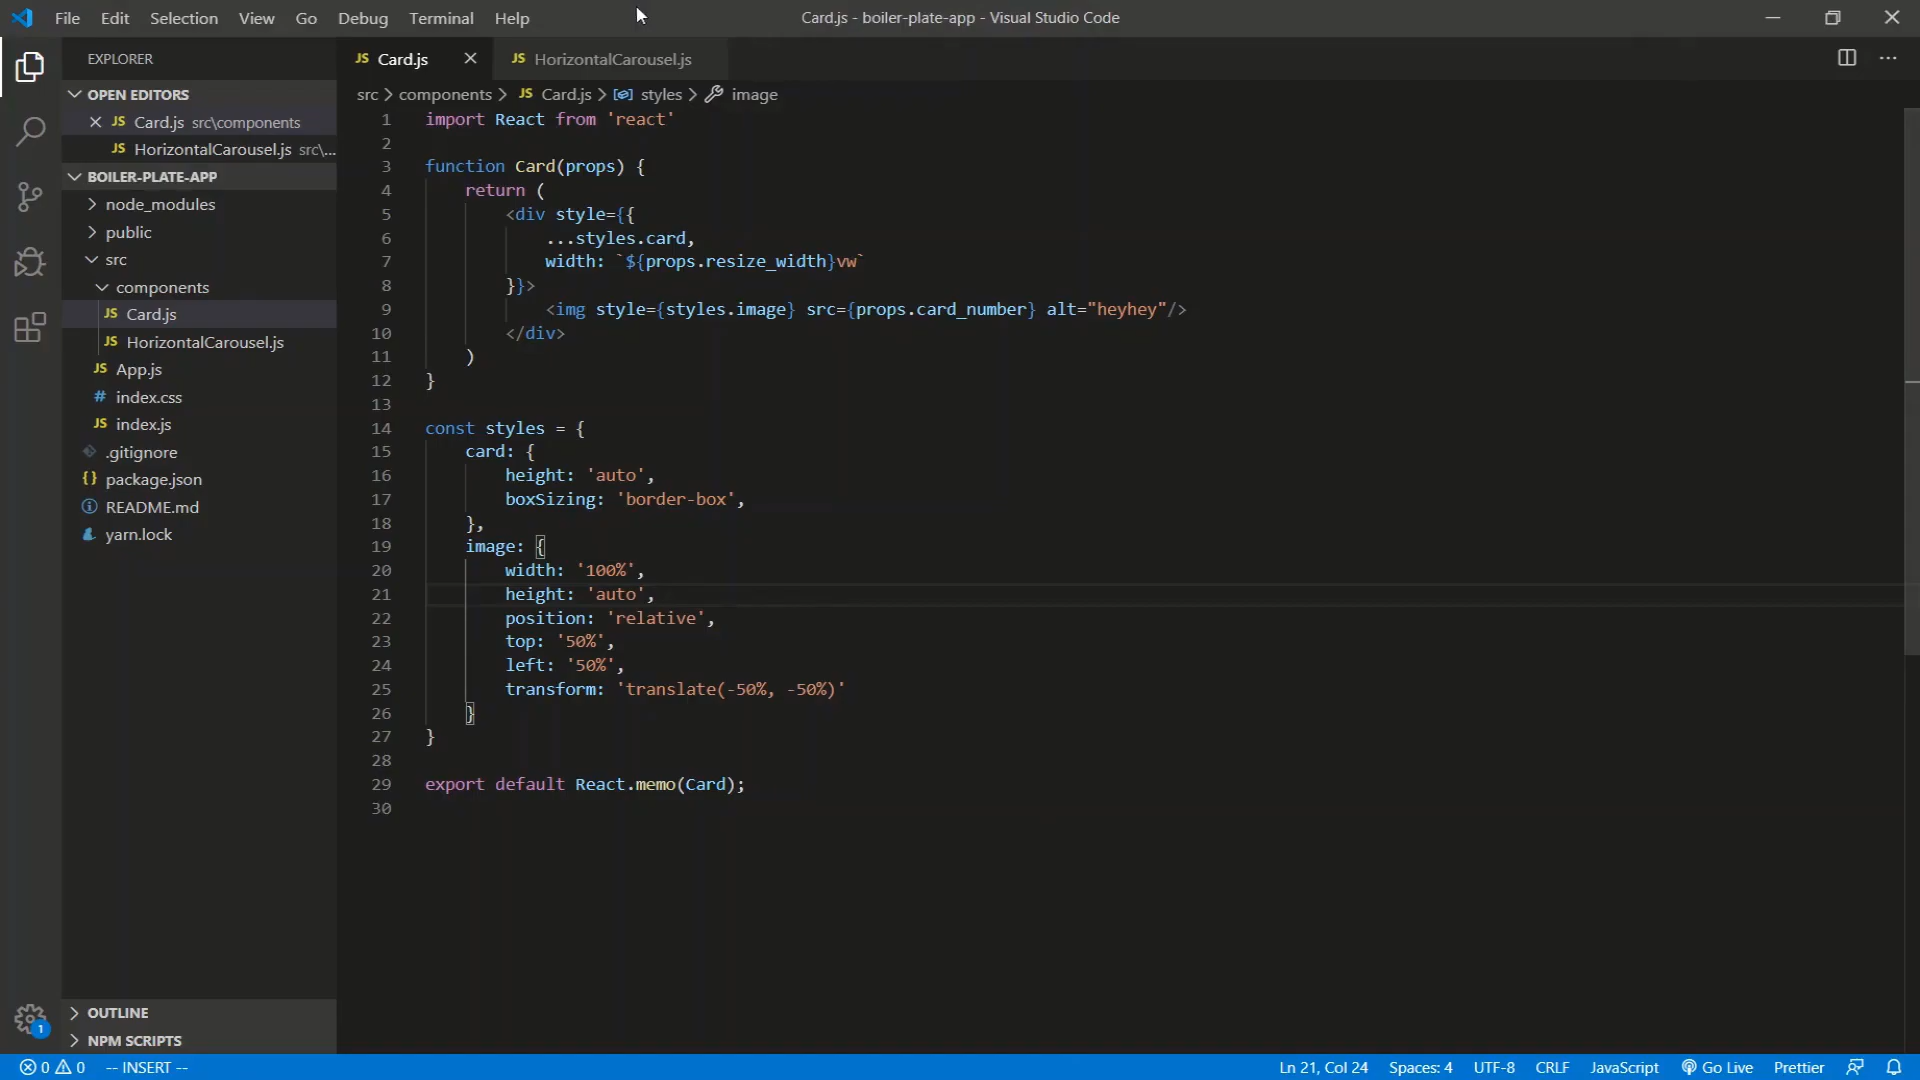 File Edit Selection View Go Debug Terminal Help Card.js - boiler-plate-app - Visual Studio Code
EXPLORER
OPEN EDITORS
Card.js src\components
HorizontalCarousel.js src\...
BOILER-PLATE-APP
node_modules
public
src
components
JS Card.js
JS HorizontalCarousel.js
JS App.js
# index.css
JS index.js
.gitignore
{} package.json
README.md
yarn.lock
OUTLINE
NPM SCRIPTS
1
JS Card.js
JS HorizontalCarousel.js
src > components > JS Card.js > styles > image
1 import React from 'react'
2
3 function Card(props) {
4 return (
5 <div style={{
6 ...styles.card,
7 width: `${props.resize_width}vw`
8 }}>
9 <img style={styles.image} src={props.card_number} alt="heyhey"/>
10 </div>
11 )
12 }
13
14 const styles = {
15 card: {
16 height: 'auto',
17 boxSizing: 'border-box',
18 },
19 image: {
20 width: '100%',
21 height: 'auto',
22 position: 'relative',
23 top: '50%',
24 left: '50%',
25 transform: 'translate(-50%, -50%)'
26 }
27 }
28
29 export default React.memo(Card);
30
0 0 -- INSERT -- Ln 21, Col 24 Spaces: 4 UTF-8 CRLF JavaScript Go Live Prettier